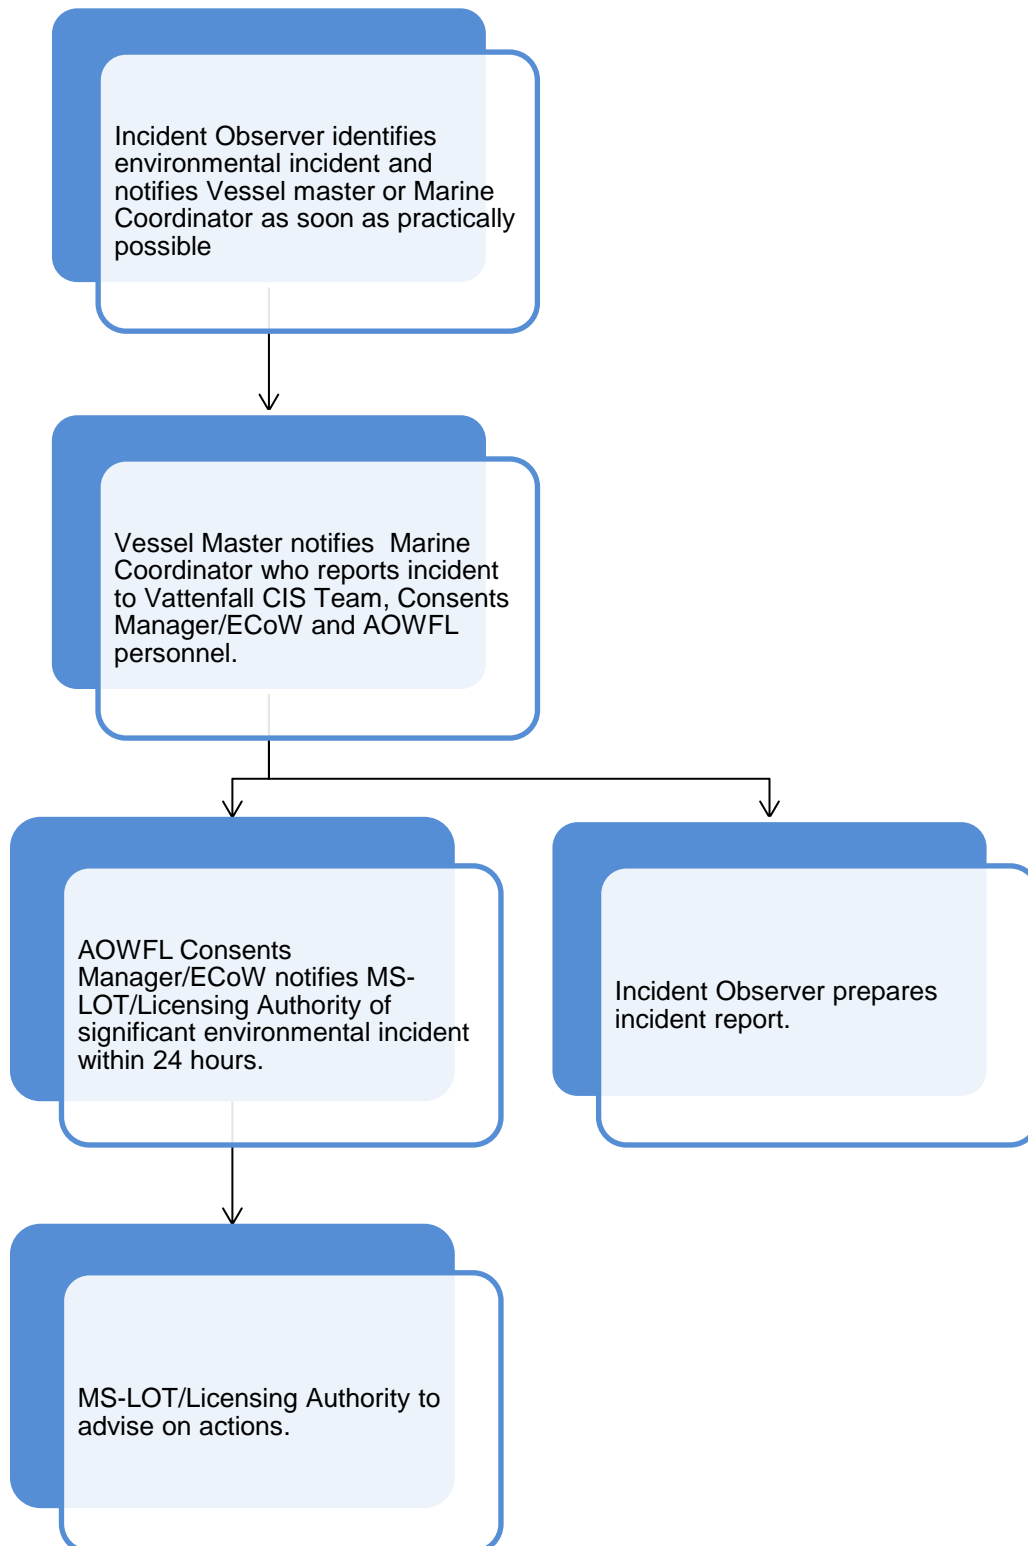 Incident Observer identifies
environmental incident and
notifies Vessel master or Marine
Coordinator as soon as practically
possible
Vessel Master notifies  Marine
Coordinator who reports incident
to Vattenfall CIS Team, Consents
Manager/ECoW and AOWFL
personnel.
AOWFL Consents
Manager/ECoW notifies MS-
LOT/Licensing Authority of
significant environmental incident
within 24 hours.
Incident Observer prepares
incident report.
MS-LOT/Licensing Authority to
advise on actions.